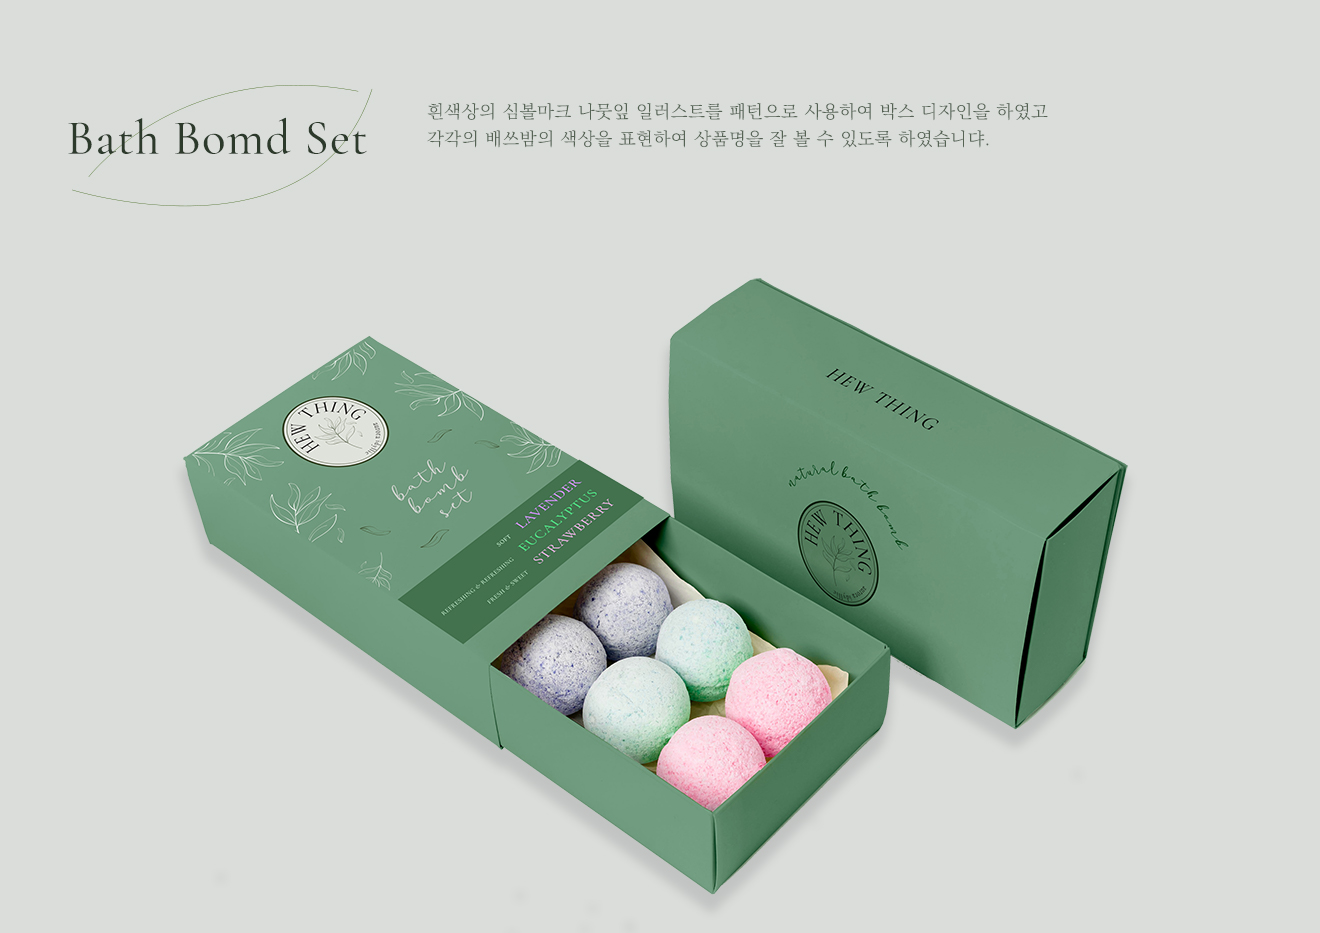 Bath Bomd Set
흰색상의 심볼마크 나뭇잎 일러스트를 패턴으로 사용하여 박스 디자인을 하였고
각각의 배쓰밤의 색상을 표현하여 상품명을 잘 볼 수 있도록 하였습니댜.
HEW THING
bath
bomb
set
SOFT LAVENDER
REFRESHING & REFRESHING EUCALYPTUS
FRESH & SWEET STRAWBERRY
HEW THING
natural bath bomb
HEW THING